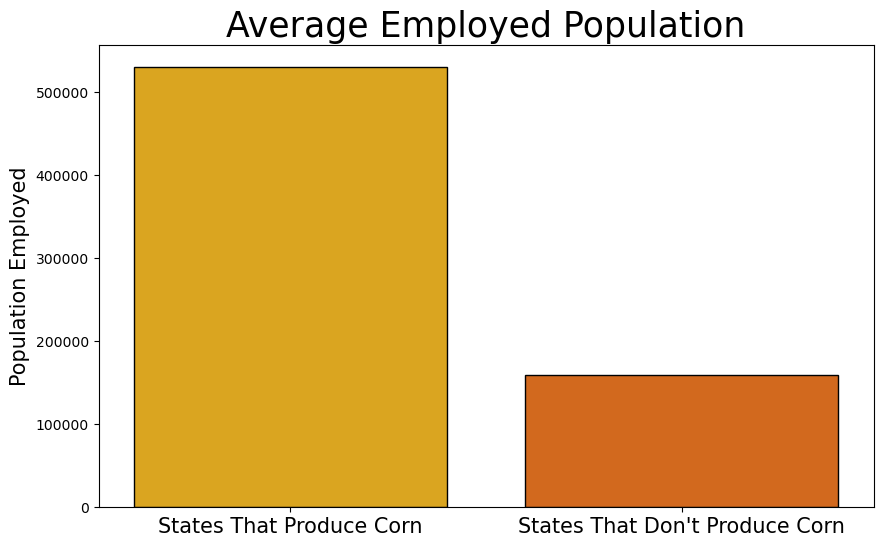 Average Employed Population
Population Employed
500000
400000
300000
200000
100000
0
States That Produce Corn
States That Don't Produce Corn